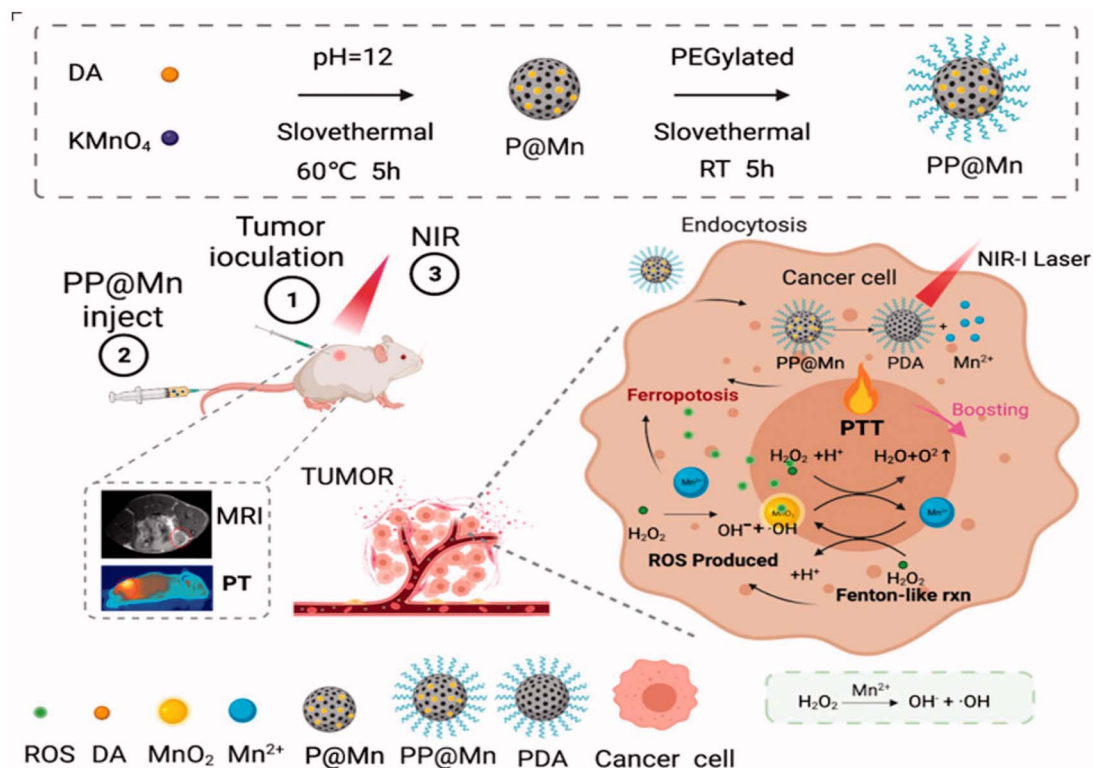 DA
KMnO₄
pH=12
Slovethermal
60℃ 5h
P@Mn
PEGylated
Slovethermal
RT 5h
PP@Mn
Tumor
ioculation
1
NIR
3
PP@Mn
inject
2
MRI
PT
TUMOR
Endocytosis
Cancer cell
NIR-I Laser
PP@Mn
PDA
+
Mn²⁺
Ferropotosis
PTT
Boosting
H₂O₂ +H⁺
H₂O+O²↑
Mn²⁺
MnO₂
Mn²⁺
H₂O₂
OH⁻+ ·OH
ROS Produced
+H⁺
H₂O₂
Fenton-like rxn
H₂O₂ Mn²⁺ OH⁻ + ·OH
ROS
DA
MnO₂
Mn²⁺
P@Mn
PP@Mn
PDA
Cancer cell